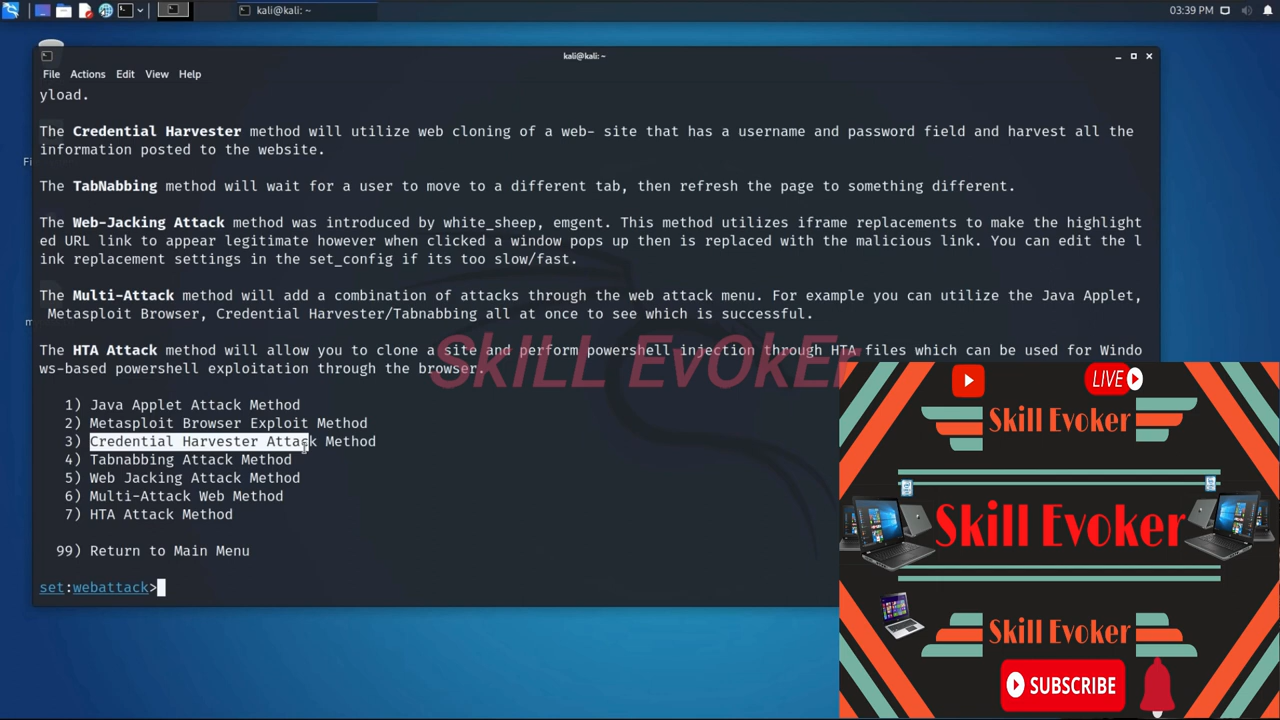 kali@kali: ~
03:39 PM
kali@kali: ~
File Actions Edit View Help
yload.
The Credential Harvester method will utilize web cloning of a web- site that has a username and password field and harvest all the
information posted to the website.
The TabNabbing method will wait for a user to move to a different tab, then refresh the page to something different.
The Web-Jacking Attack method was introduced by white_sheep, emgent. This method utilizes iframe replacements to make the highlight
ed URL link to appear legitimate however when clicked a window pops up then is replaced with the malicious link. You can edit the l
ink replacement settings in the set_config if its too slow/fast.
The Multi-Attack method will add a combination of attacks through the web attack menu. For example you can utilize the Java Applet,
Metasploit Browser, Credential Harvester/Tabnabbing all at once to see which is successful.
The HTA Attack method will allow you to clone a site and perform powershell injection through HTA files which can be used for Windo
ws-based powershell exploitation through the browser.
SKILL EVOKEr
1) Java Applet Attack Method
2) Metasploit Browser Exploit Method
3) Credential Harvester Attack Method
4) Tabnabbing Attack Method
5) Web Jacking Attack Method
6) Multi-Attack Web Method
7) HTA Attack Method
99) Return to Main Menu
set:webattack>
LIVE
Skill Evoker
Skill Evoker
Skill Evoker
SUBSCRIBE